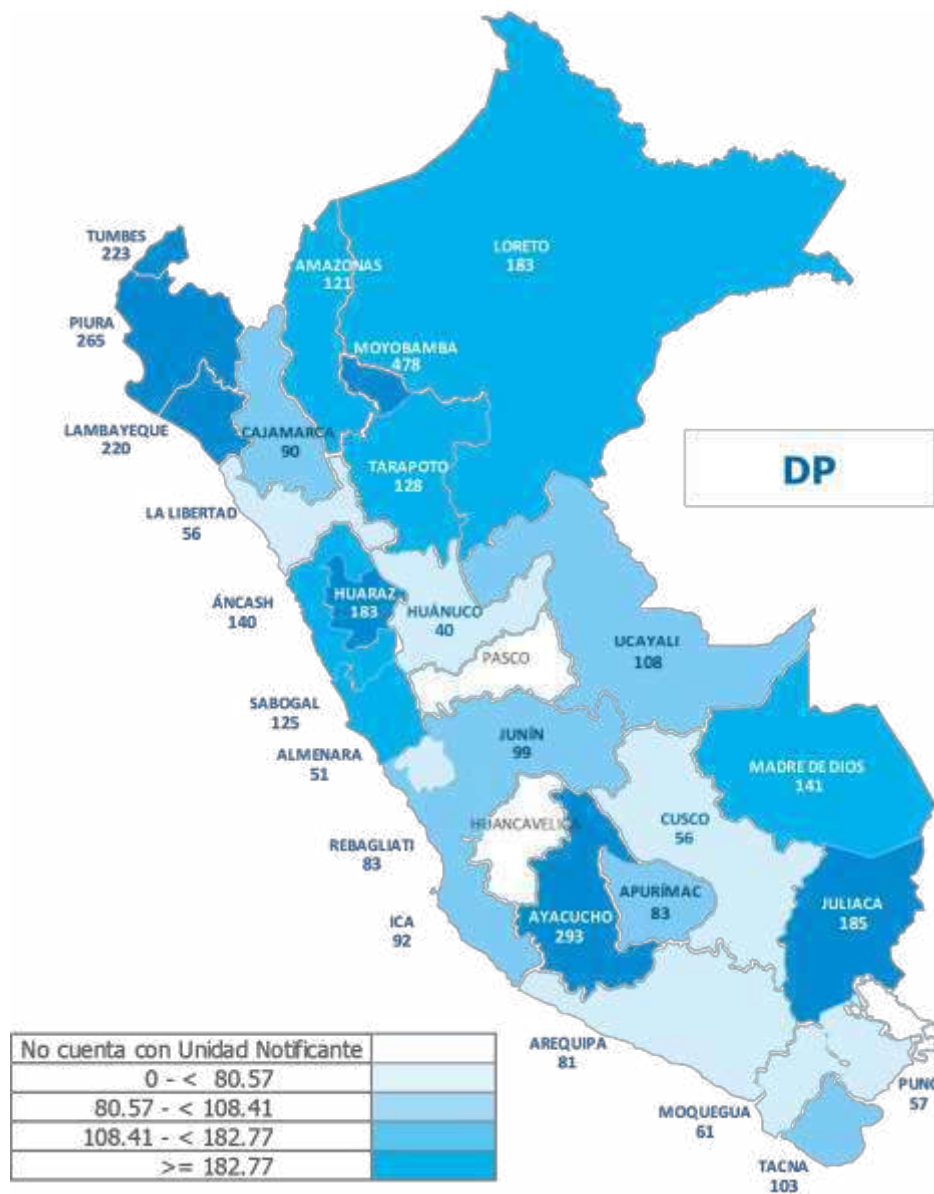 TUMBES
223
LORETO
183
AMAZONAS
121
PIURA
265
MOYOBAMBA
478
LAMBAYEQUE
220
CAJAMARCA
90
TARAPOTO
128
DP
LA LIBERTAD
56
ÁNCASH
140
HUARAZ
183
HUÁNUCO
40
UCAYALI
108
PASCO
SABOGAL
125
JUNÍN
99
ALMENARA
51
MADRE DE DIOS
141
HUANCAVELICA
CUSCO
56
REBAGLIATI
83
APURÍMAC
83
JULIACA
185
ICA
92
AYACUCHO
293
AREQUIPA
81
PUNO
57
MOQUEGUA
61
TACNA
103
No cuenta con Unidad Notificante
0 - < 80.57
80.57 - < 108.41
108.41 - < 182.77
>= 182.77